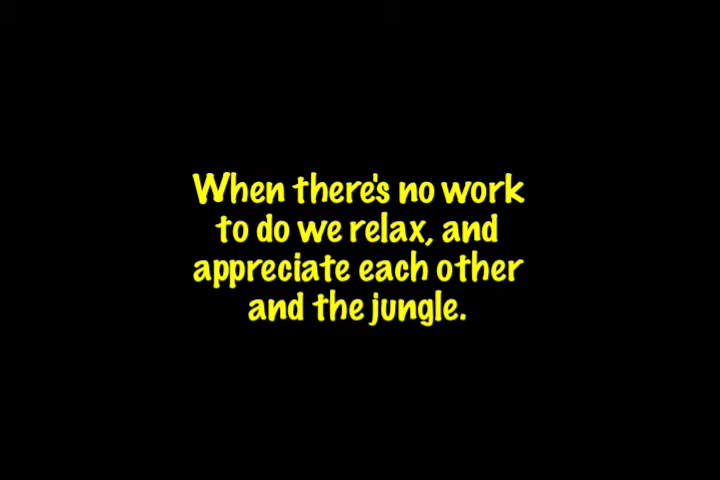 When there's no work
to do we relax, and
appreciate each other
and the jungle.